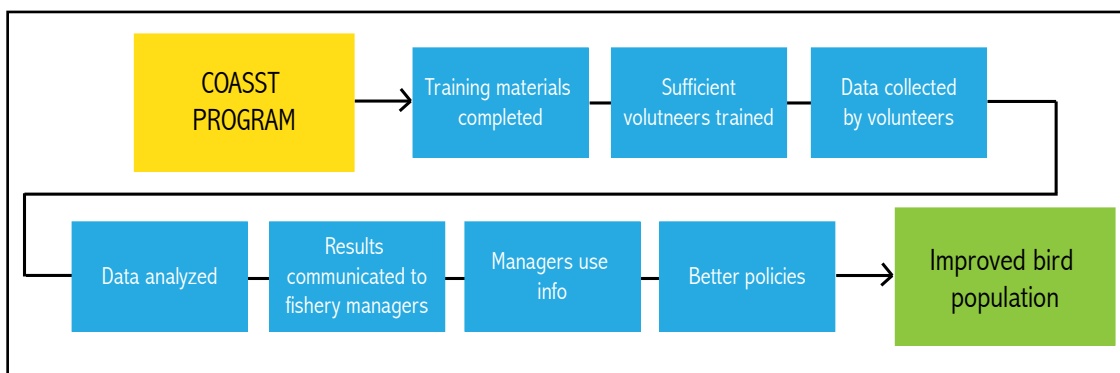 COASST
PROGRAM
Training materials
completed
Sufficient
volutneers trained
Data collected
by volunteers
Data analyzed
Results
communicated to
fishery managers
Managers use
info
Better policies
Improved bird
population